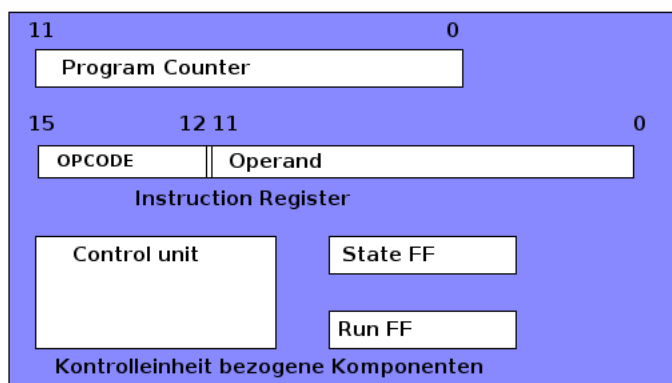 11 0
Program Counter
15 12 11 0
OPCODE Operand
Instruction Register
Control unit State FF
Run FF
Kontrolleinheit bezogene Komponenten